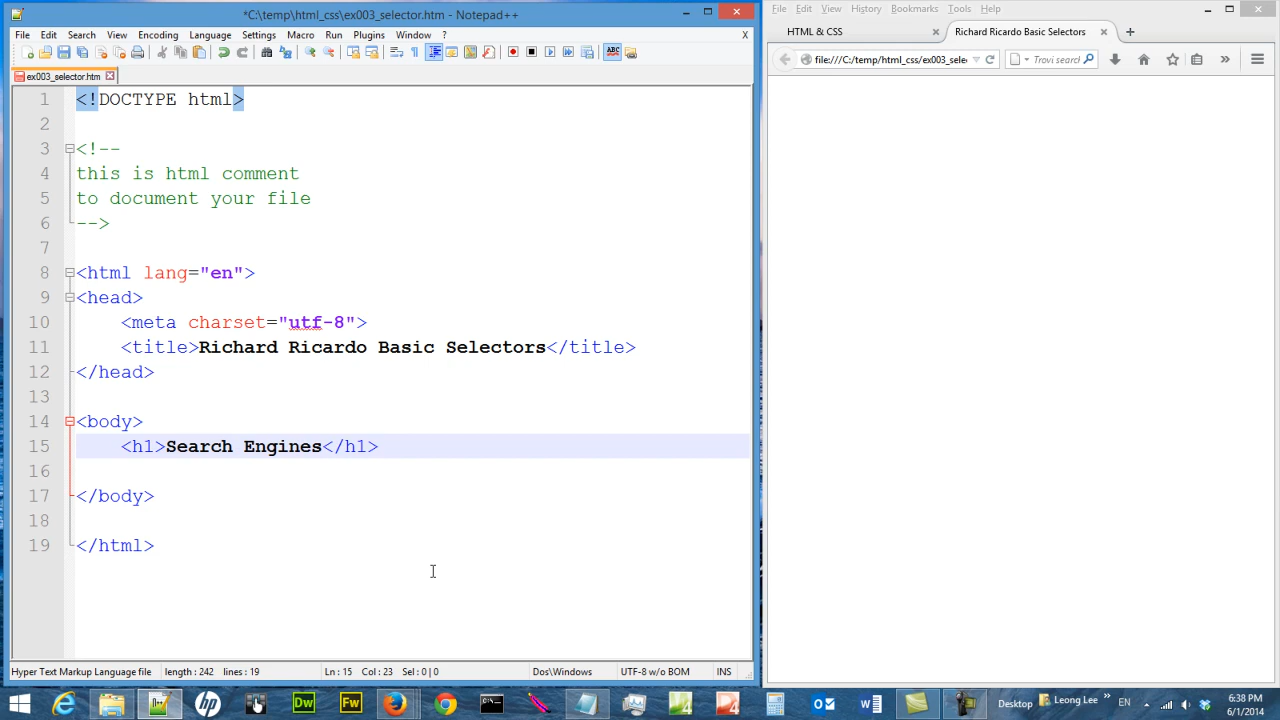 *C:\temp\html_css\ex003_selector.htm - Notepad++
File Edit Search View Encoding Language Settings Macro Run Plugins Window ? X
ABC
ex003_selector.htm
1 <!DOCTYPE html>
2
3 <!--
4 this is html comment
5 to document your file
6 -->
7
8 <html lang="en">
9 <head>
10 <meta charset="utf-8">
11 <title>Richard Ricardo Basic Selectors</title>
12 </head>
13
14 <body>
15 <h1>Search Engines</h1>
16
17 </body>
18
19 </html>
Hyper Text Markup Language file length : 242 lines : 19 Ln : 15 Col : 23 Sel : 0 | 0 Dos\Windows UTF-8 w/o BOM INS
File Edit View History Bookmarks Tools Help
HTML & CSS Richard Ricardo Basic Selectors
file:///C:/temp/html_css/ex003_sele Trovi search
hp Dw Fw Desktop Leong Lee » EN 6:38 PM
6/1/2014